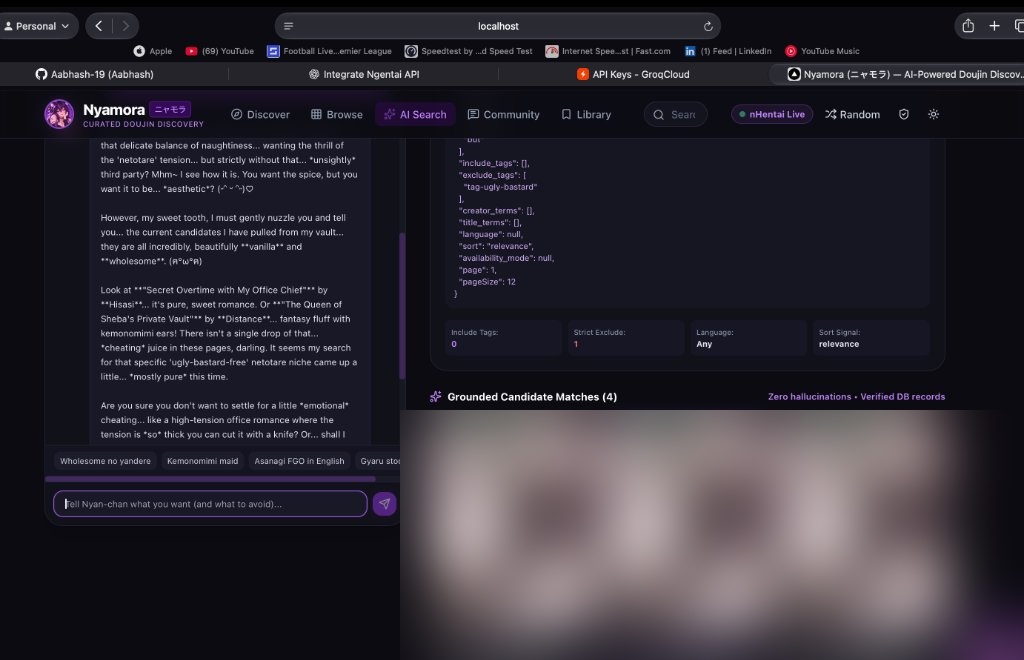 Personal
localhost
Apple
(69) YouTube
Football Live...emier League
Speedtest by ...d Speed Test
Internet Spee...st | Fast.com
(1) Feed | LinkedIn
YouTube Music
Aabhash-19 (Aabhash)
Integrate Ngentai API
API Keys - GroqCloud
Nyamora (ニャモラ) — AI-Powered Doujin Discov...
Nyamora ニャモラ
CURATED DOUJIN DISCOVERY
Discover
Browse
AI Search
Community
Library
Searc
nHentai Live
Random
that delicate balance of naughtiness... wanting the thrill of
the 'netotare' tension... but strictly without that... *unsightly*
third party? Mhm~ I see how it is. You want the spice, but you
want it to be... *aesthetic*?
However, my sweet tooth, I must gently nuzzle you and tell
you... the current candidates I have pulled from my vault...
they are all incredibly, beautifully **vanilla** and
**wholesome**. (ฅ^ω^ฅ)
Look at **"Secret Overtime with My Office Chief"** by
**Hisasi**... it's pure, sweet romance. Or **"The Queen of
Sheba's Private Vault"** by **Distance**... fantasy fluff with
kemonomimi ears! There isn't a single drop of that...
*cheating* juice in these pages, darling. It seems my search
for that specific 'ugly-bastard-free' netotare niche came up a
little... *mostly pure* this time.
Are you sure you don't want to settle for a little *emotional*
cheating... like a high-tension office romance where the
tension is *so* thick you can cut it with a knife? Or... shall I
Wholesome no yandere
Kemonomimi maid
Asanagi FGO in English
Gyaru stoc
Tell Nyan-chan what you want (and what to avoid)...
"but"
],
"include_tags": [],
"exclude_tags": [
"tag-ugly-bastard"
],
"creator_terms": [],
"title_terms": [],
"language": null,
"sort": "relevance",
"availability_mode": null,
"page": 1,
"pageSize": 12
}
Include Tags:
0
Strict Exclude:
1
Language:
Any
Sort Signal:
relevance
Grounded Candidate Matches (4)
Zero hallucinations • Verified DB records